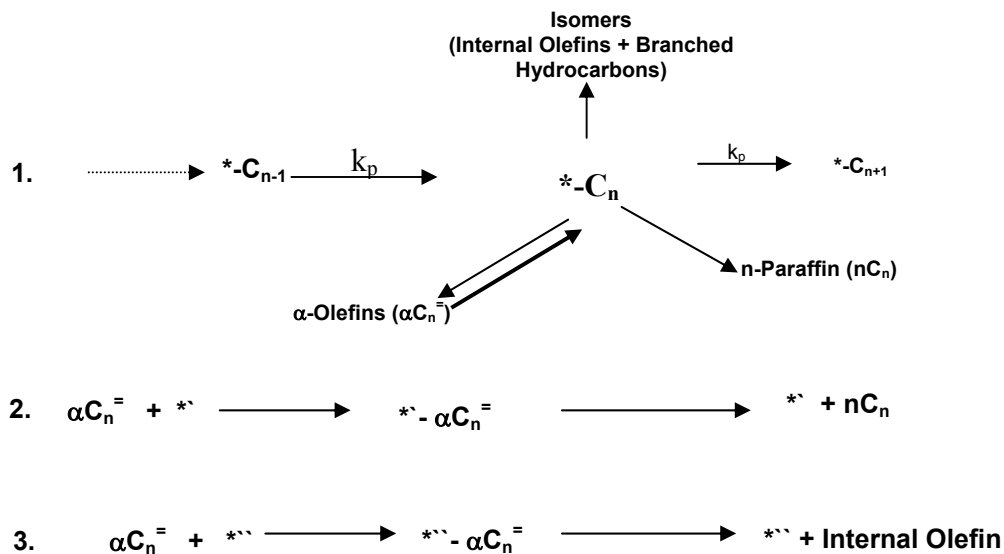 Isomers
(Internal Olefins + Branched
Hydrocarbons)
1. *-Cₙ₋₁ kₚ *-Cₙ kₚ *-Cₙ₊₁
n-Paraffin (nCₙ)
α-Olefins (αCₙ⁼)
2. αCₙ⁼ + *` *`- αCₙ⁼ *` + nCₙ
3. αCₙ⁼ + *`` *``- αCₙ⁼ *`` + Internal Olefin